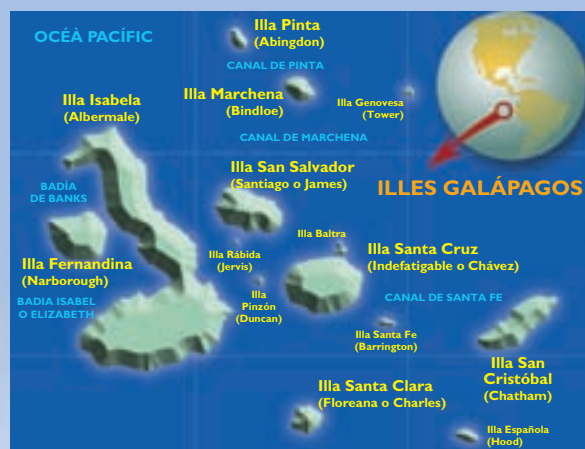 OCÉÀ PACÍFIC
Illa Pinta
(Abingdon)
CANAL DE PINTA
Illa Marchena
(Bindloe)
Illa Genovesa
(Tower)
Illa Isabela
(Albermale)
CANAL DE MARCHENA
Illa San Salvador
(Santiago o James)
ILLES GALÁPAGOS
BADÍA
DE BANKS
Illa Baltra
Illa Rábida
(Jervis)
Illa Santa Cruz
(Indefatigable o Chávez)
Illa Fernandina
(Narborough)
Illa
Pinzón
(Duncan)
CANAL DE SANTA FE
BADIA ISABEL
O ELIZABETH
Illa Santa Fe
(Barrington)
Illa San
Cristóbal
(Chatham)
Illa Santa Clara
(Floreana o Charles)
Illa Española
(Hood)